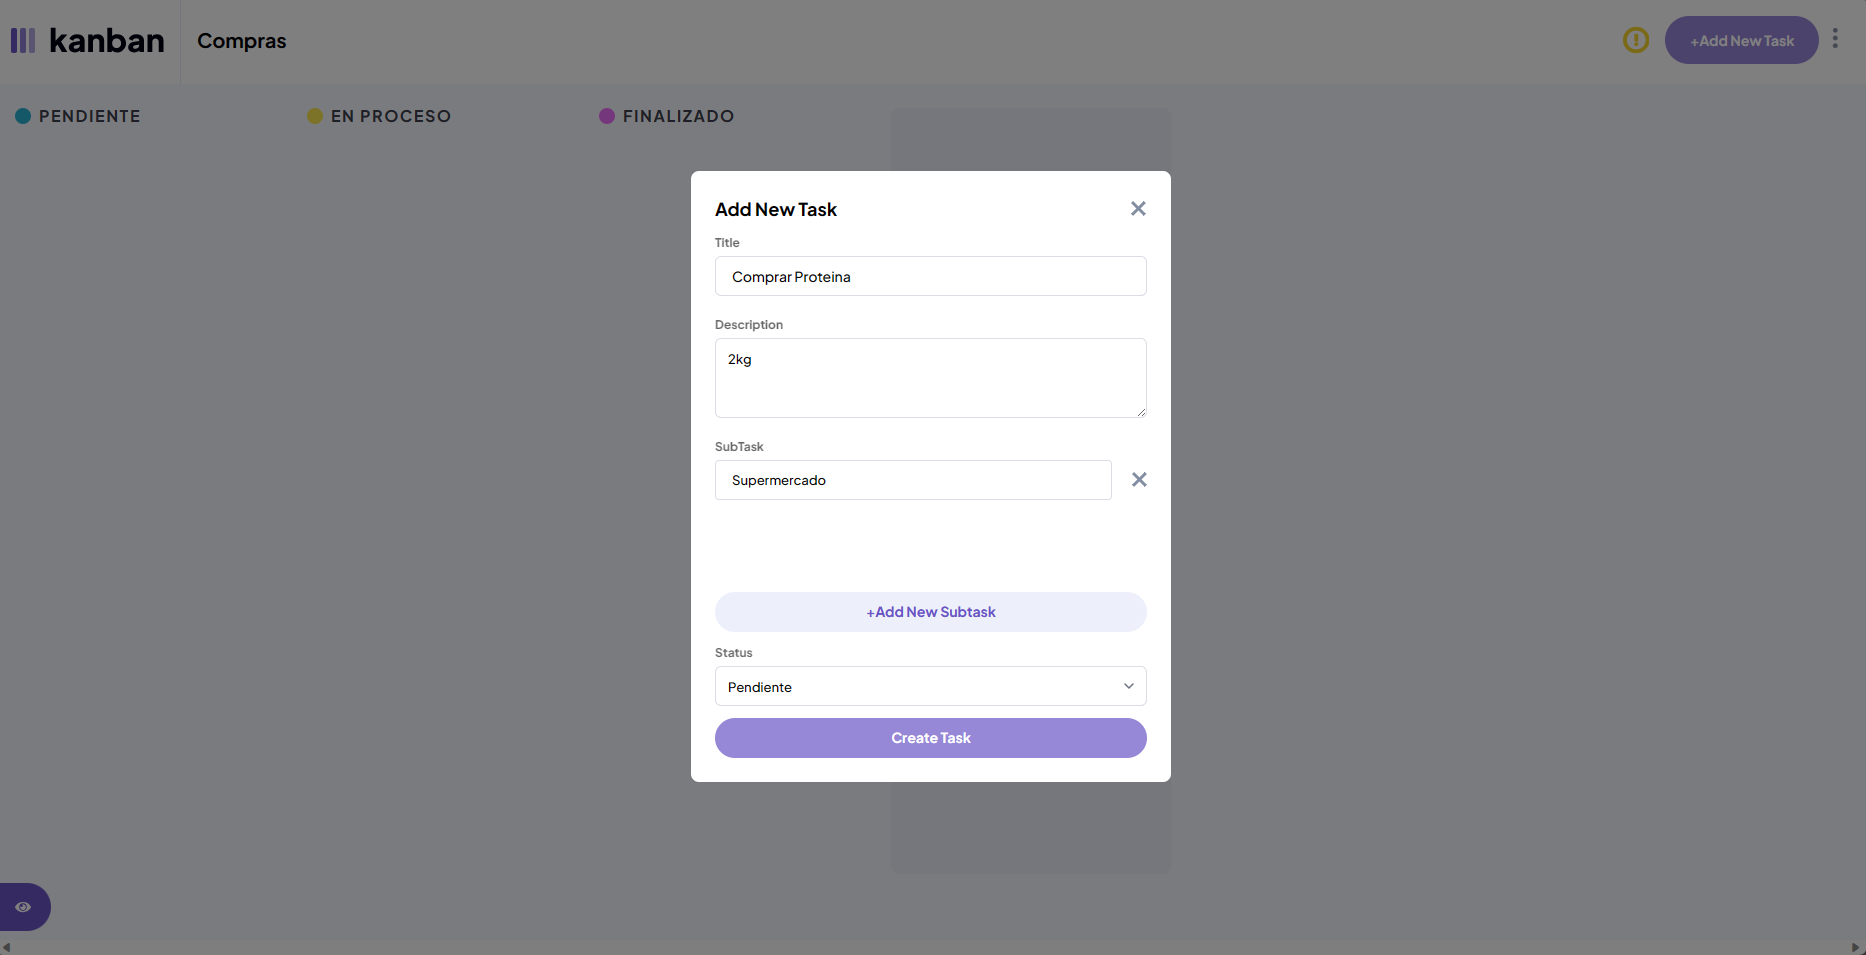 kanban
Compras
+Add New Task
PENDIENTE
EN PROCESO
FINALIZADO
Add New Task
Title
Comprar Proteina
Description
2kg
SubTask
Supermercado
+Add New Subtask
Status
Pendiente
Create Task